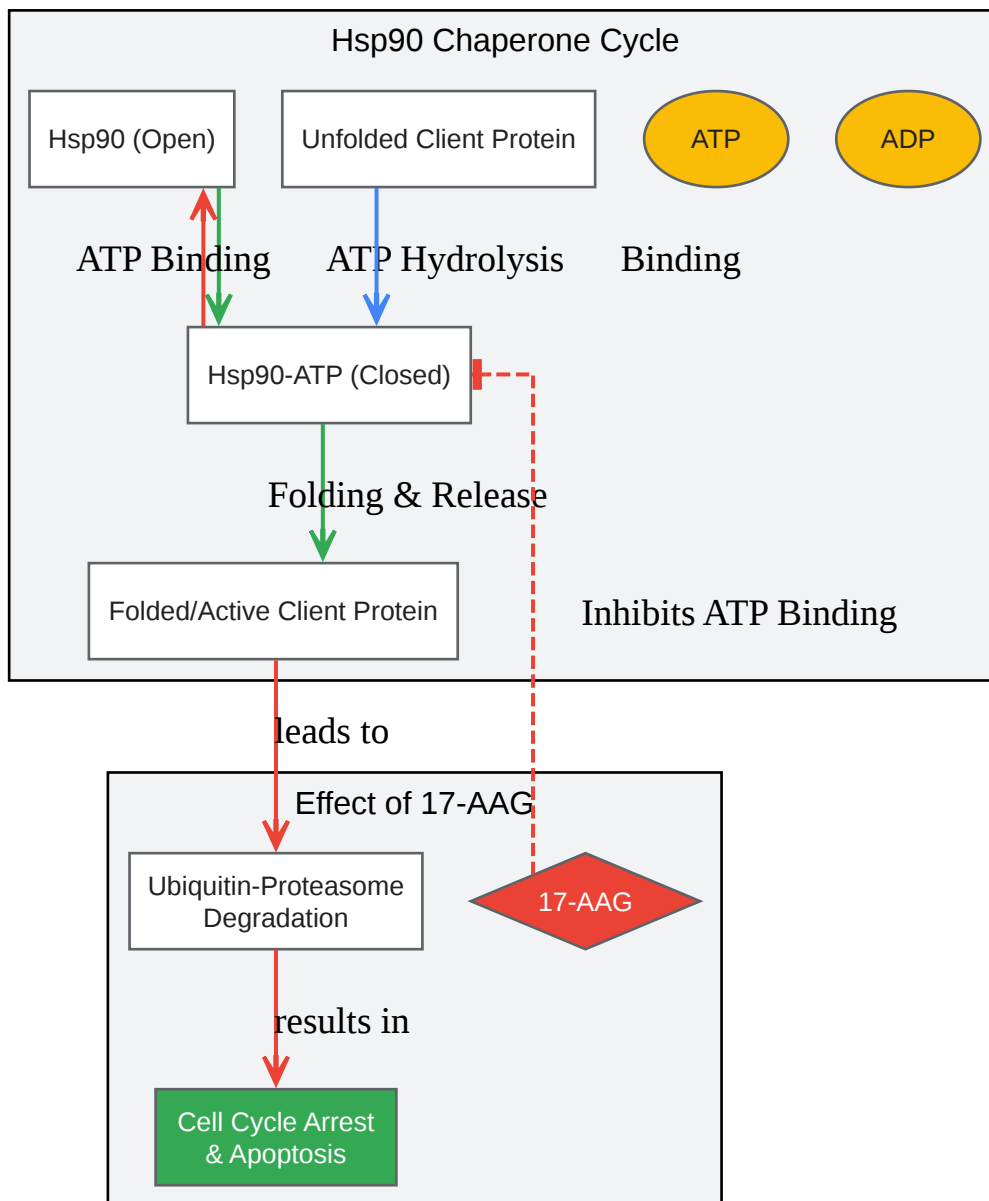 Hsp90 Chaperone Cycle
Hsp90 (Open)
Unfolded Client Protein
ATP
ADP
ATP Binding
ATP Hydrolysis
Binding
Hsp90-ATP (Closed)
Folding & Release
Folded/Active Client Protein
Inhibits ATP Binding
leads to
Effect of 17-AAG
Ubiquitin-Proteasome
Degradation
17-AAG
results in
Cell Cycle Arrest
& Apoptosis